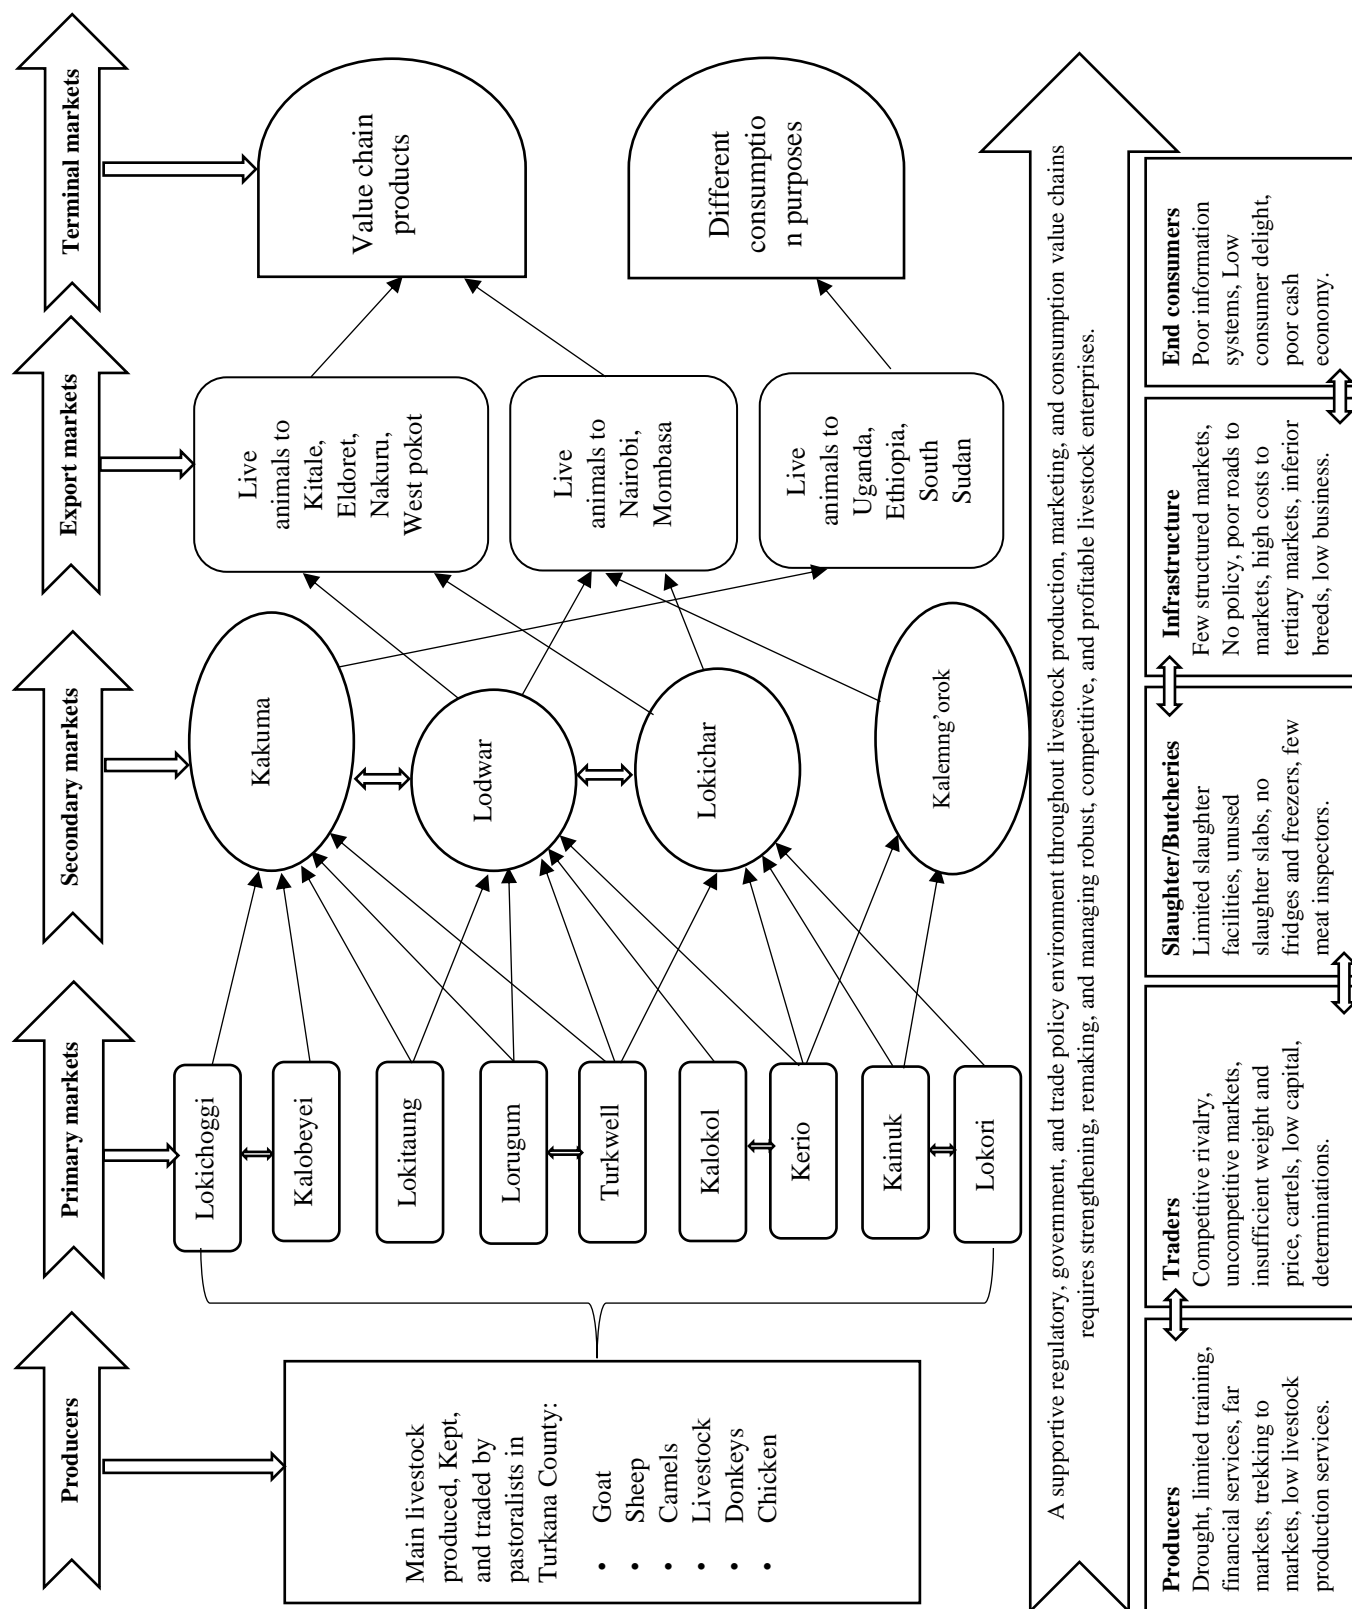 Producers
Primary markets
Secondary markets
Export markets
Terminal markets
Main livestock
produced, Kept,
and traded by
pastoralists in
Turkana County:
• Goat
• Sheep
• Camels
• Livestock
• Donkeys
• Chicken
Lokichoggi
Kalobeyei
Lokitaung
Lorugum
Turkwell
Kalokol
Kerio
Kainuk
Lokori
Kakuma
Lodwar
Lokichar
Kalemng’orok
Live
animals to
Kitale,
Eldoret,
Nakuru,
West pokot
Live
animals to
Nairobi,
Mombasa
Live
animals to
Uganda,
Ethiopia,
South
Sudan
Value chain
products
Different
consumptio
n purposes
A supportive regulatory, government, and trade policy environment throughout livestock production, marketing, and consumption value chains
requires strengthening, remaking, and managing robust, competitive, and profitable livestock enterprises.
Producers
Drought, limited training,
financial services, far
markets, trekking to
markets, low livestock
production services.
Traders
Competitive rivalry,
uncompetitive markets,
insufficient weight and
price, cartels, low capital,
determinations.
Slaughter/Butcheries
Limited slaughter
facilities, unused
slaughter slabs, no
fridges and freezers, few
meat inspectors.
Infrastructure
Few structured markets,
No policy, poor roads to
markets, high costs to
tertiary markets, inferior
breeds, low business.
End consumers
Poor information
systems, Low
consumer delight,
poor cash
economy.